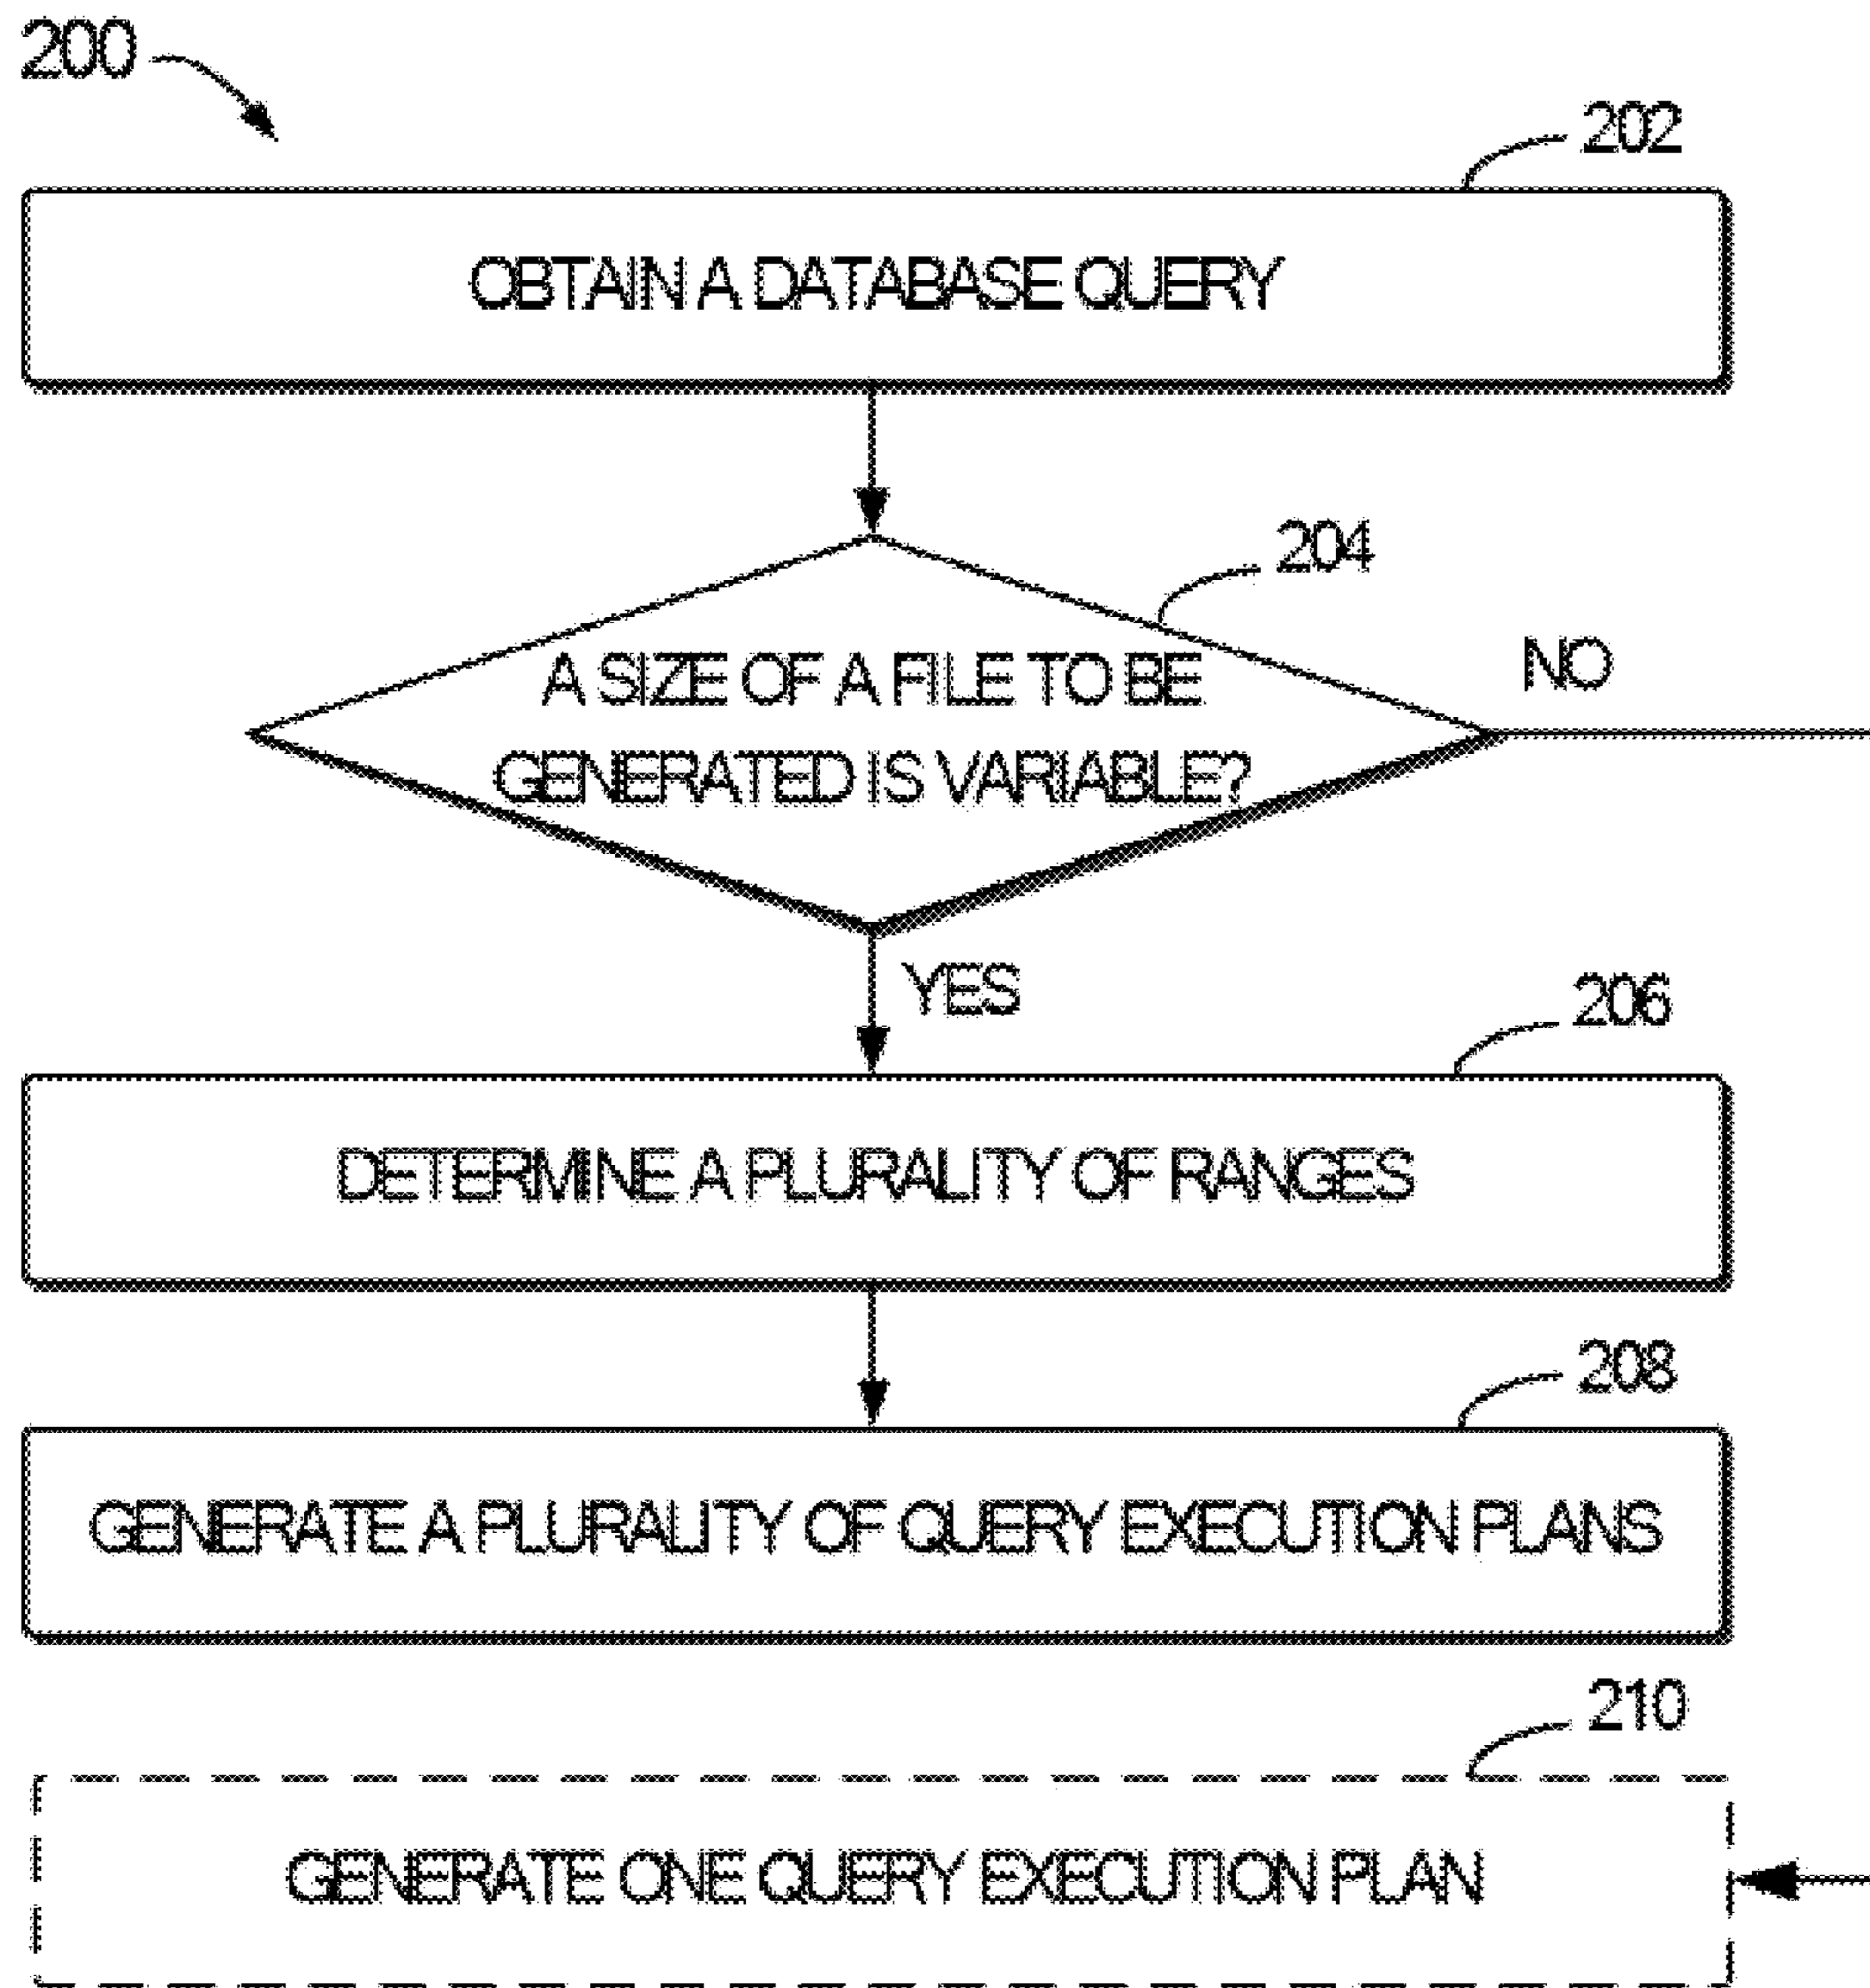 200
202
OBTAIN A DATABASE QUERY
204
A SIZE OF A FILE TO BE
GENERATED IS VARIABLE?
NO
YES
206
DETERMINE A PLURALITY OF RANGES
208
GENERATE A PLURALITY OF QUERY EXECUTION PLANS
210
GENERATE ONE QUERY EXECUTION PLAN